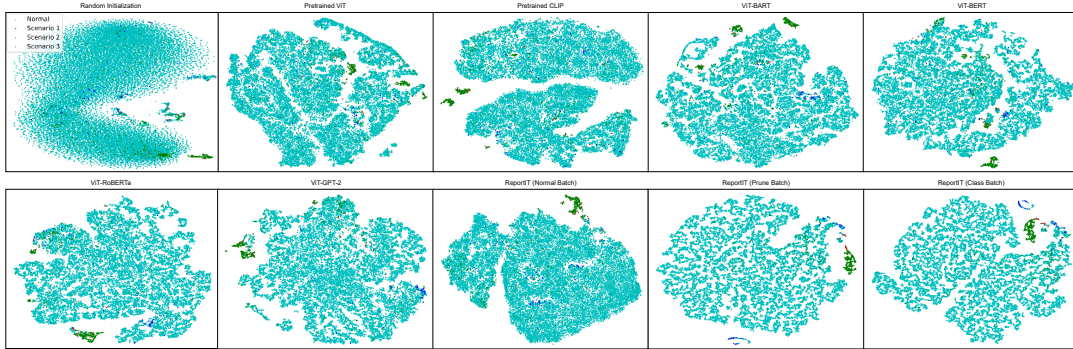 Random Initialization
Pretrained ViT
Pretrained CLIP
ViT-BART
ViT-BERT
Normal
Scenario 1
Scenario 2
Scenario 3
ViT-RoBERTa
ViT-GPT-2
ReportIT (Normal Batch)
ReportIT (Prune Batch)
ReportIT (Class Batch)